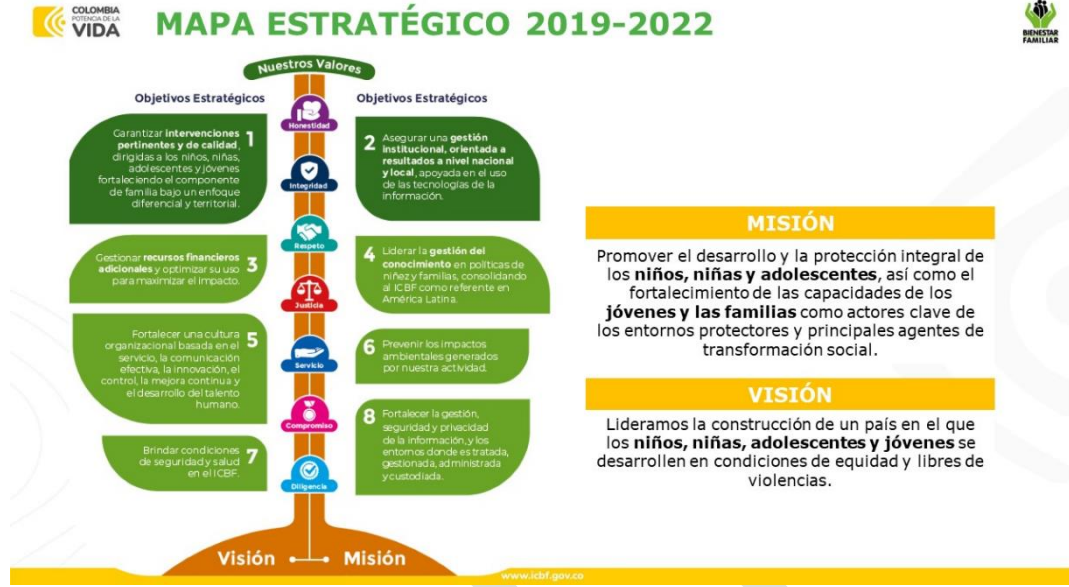 COLOMBIA
POTENCIA DE LA
VIDA
MAPA ESTRATÉGICO 2019-2022
BIENESTAR
FAMILIAR
Nuestros Valores
Objetivos Estratégicos
Objetivos Estratégicos
Honestidad
Integridad
Respeto
Justicia
Servicio
Compromiso
Diligencia
1
Garantizar intervenciones
pertinentes y de calidad,
dirigidas a los niños, niñas,
adolescentes y jóvenes
fortaleciendo el componente
de familia bajo un enfoque
diferencial y territorial.
2
Asegurar una gestión
institucional, orientada a
resultados a nivel nacional
y local, apoyada en el uso
de las tecnologías de la
información.
3
Gestionar recursos financieros
adicionales y optimizar su uso
para maximizar el impacto.
4
Liderar la gestión del
conocimiento en políticas de
niñez y familias, consolidando
al ICBF como referente en
América Latina.
5
Fortalecer una cultura
organizacional basada en el
servicio, la comunicación
efectiva, la innovación, el
control, la mejora continua y
el desarrollo del talento
humano.
6
Prevenir los impactos
ambientales generados
por nuestra actividad.
7
Brindar condiciones
de seguridad y salud
en el ICBF.
8
Fortalecer la gestión,
seguridad y privacidad
de la información, y los
entornos donde es tratada,
gestionada, administrada
y custodiada.
Visión
Misión
MISIÓN
Promover el desarrollo y la protección integral de
los niños, niñas y adolescentes, así como el
fortalecimiento de las capacidades de los
jóvenes y las familias como actores clave de
los entornos protectores y principales agentes de
transformación social.
VISIÓN
Lideramos la construcción de un país en el que
los niños, niñas, adolescentes y jóvenes se
desarrollen en condiciones de equidad y libres de
violencias.
www.icbf.gov.co